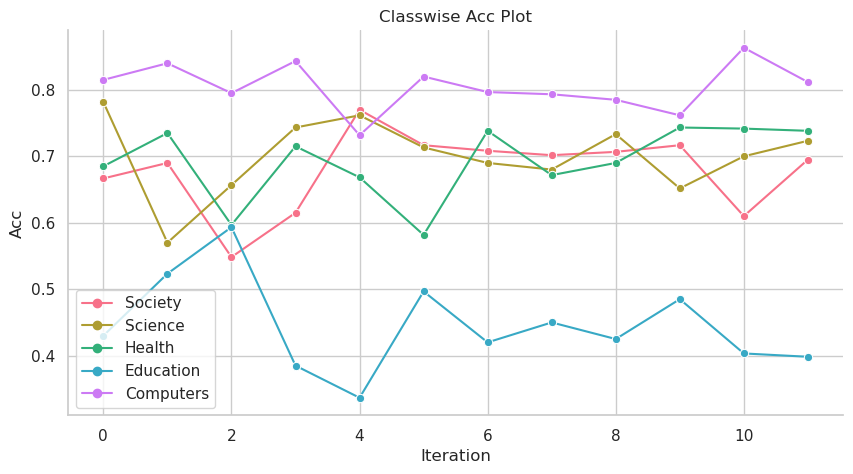 Classwise Acc Plot
Acc
0.8
0.7
0.6
0.5
0.4
Society
Science
Health
Education
Computers
0 2 4 6 8 10
Iteration